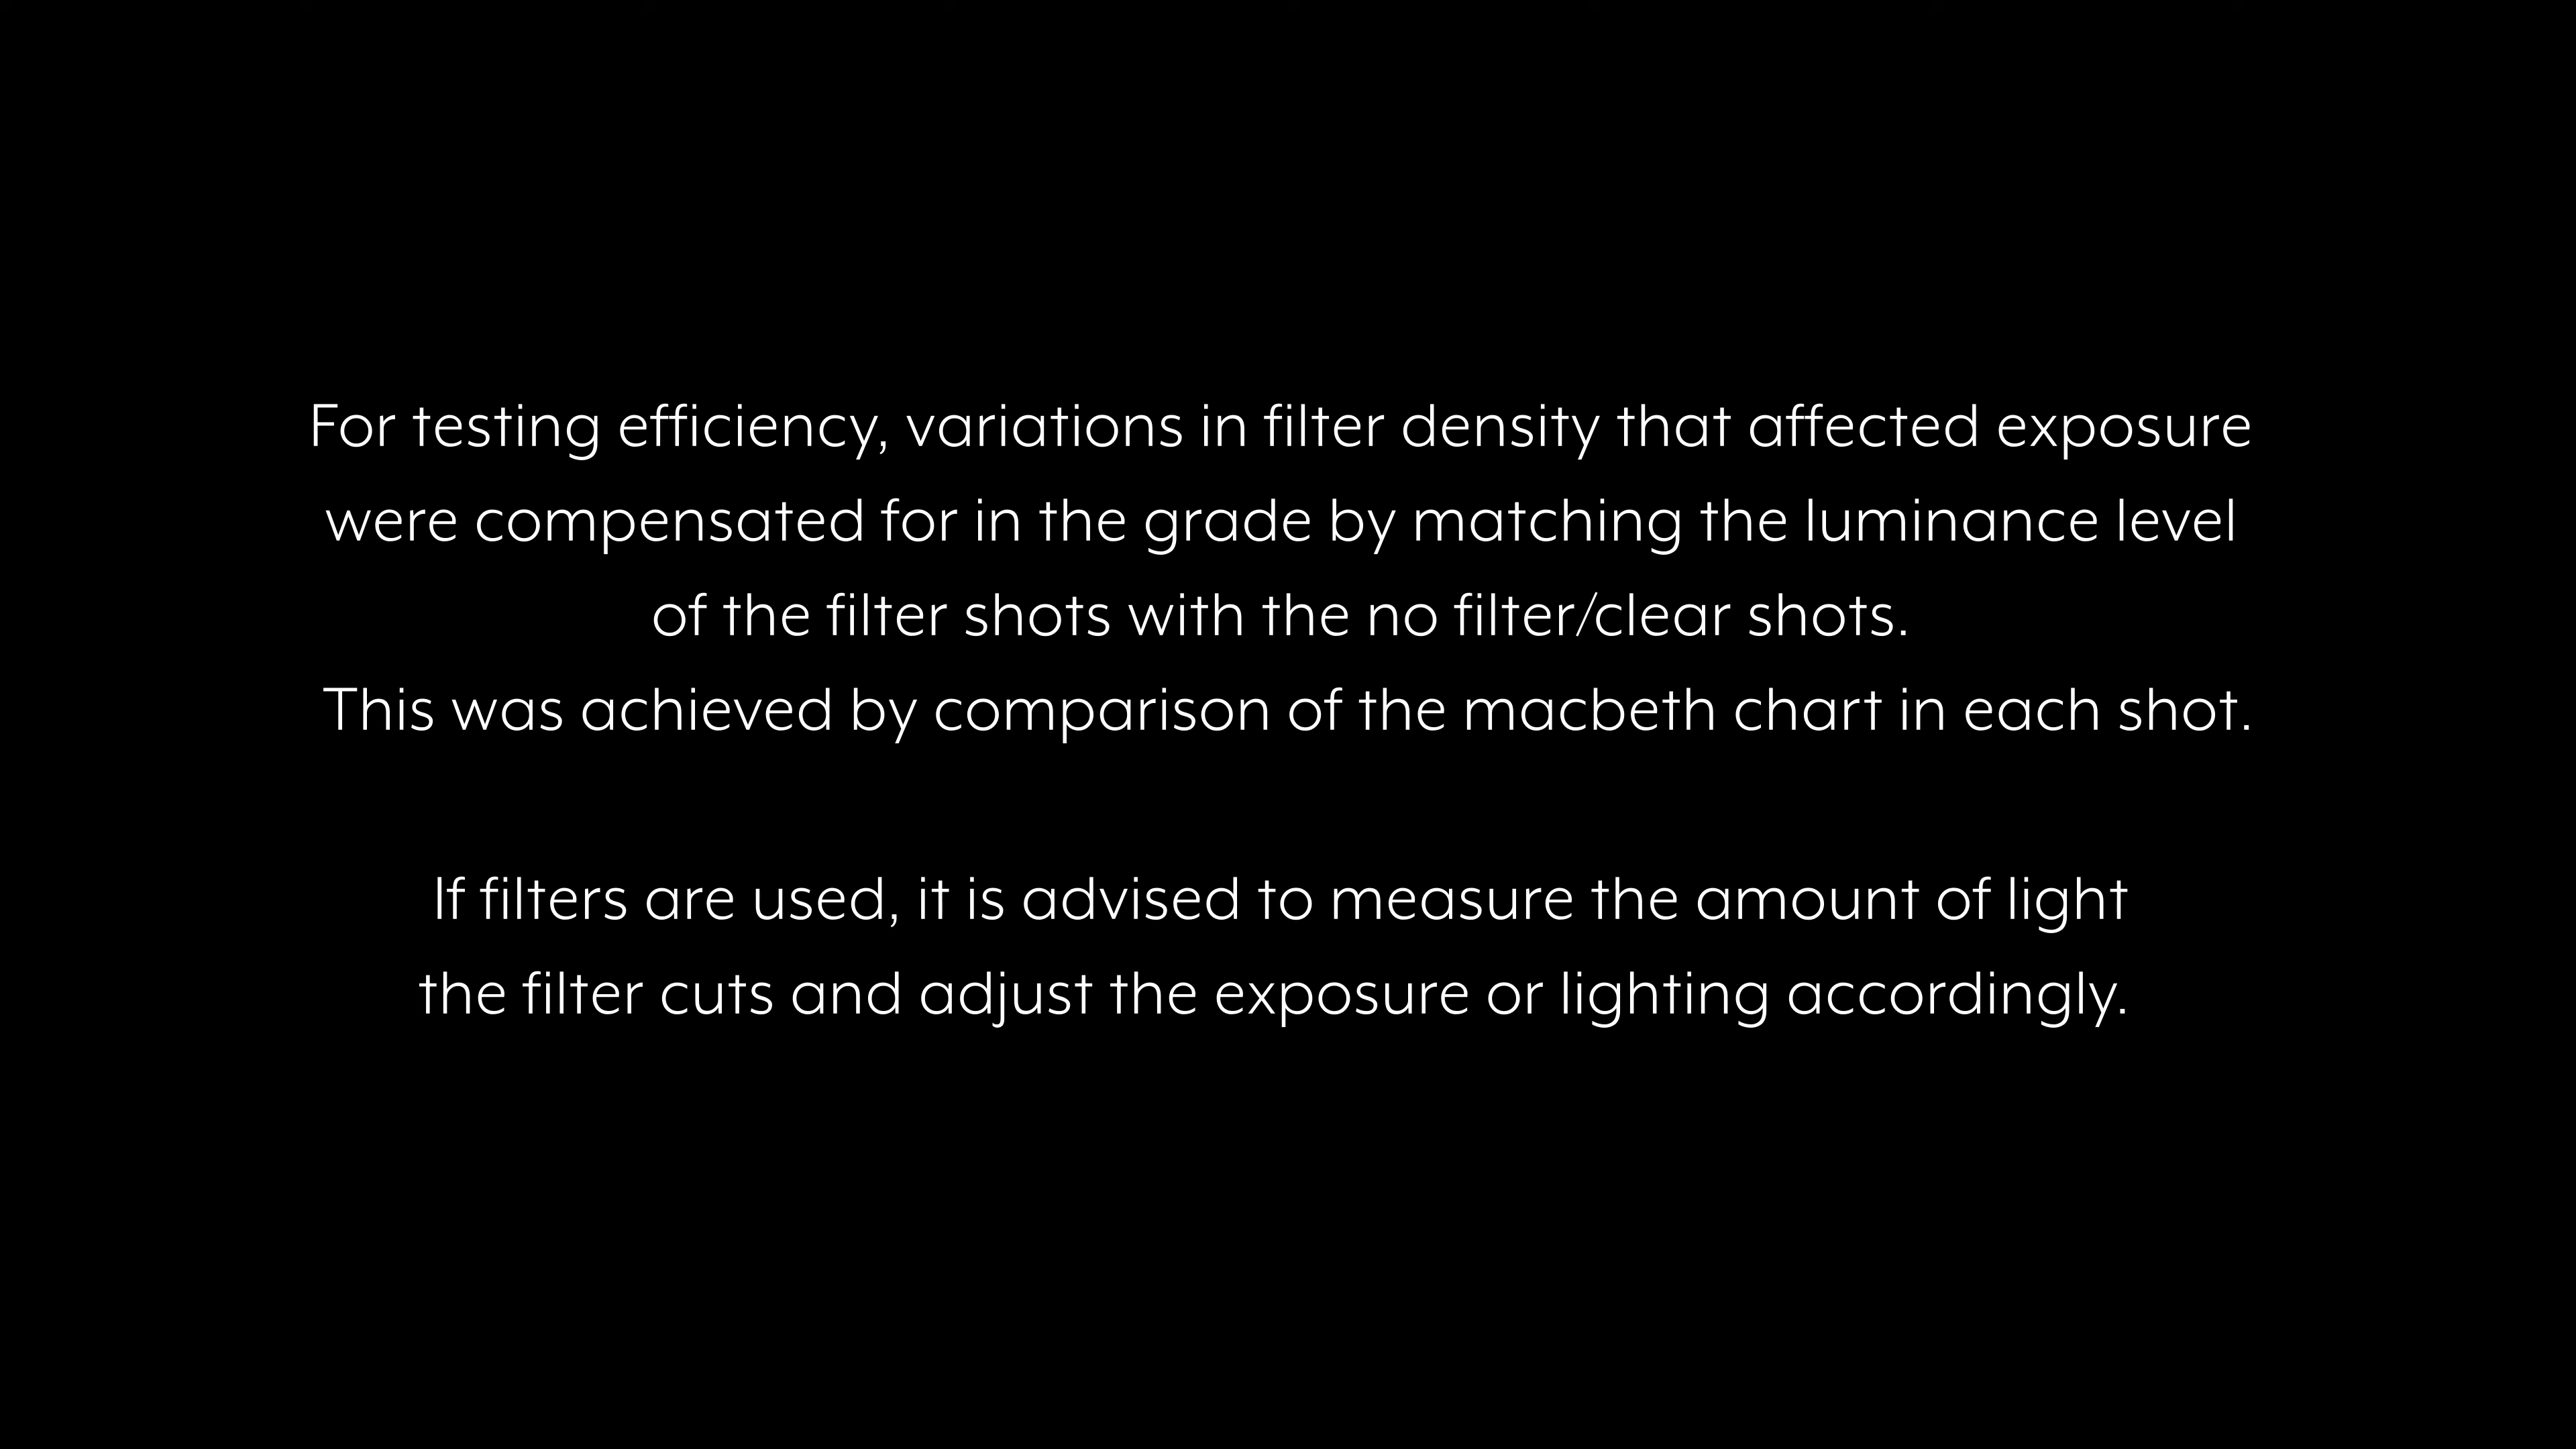 For testing efficiency, variations in filter density that affected exposure
were compensated for in the grade by matching the luminance level
of the filter shots with the no filter/clear shots.
This was achieved by comparison of the macbeth chart in each shot.
If filters are used, it is advised to measure the amount of light
the filter cuts and adjust the exposure or lighting accordingly.